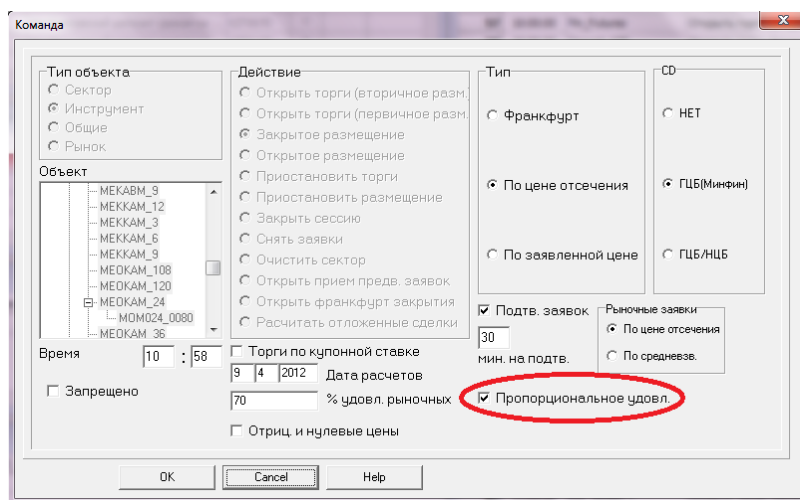 Команда
Тип объекта
Сектор
Инструмент
Общие
Рынок
Объект
MEKABM_9
MEKKAM_12
MEKKAM_3
MEKKAM_6
MEKKAM_9
MEOKAM_108
MEOKAM_120
MEOKAM_24
MOM024_0080
MEOKAM_36
Время
10 : 58
Запрещено
Действие
Открыть торги (вторичное разм.
Открыть торги (первичное разм.
Закрытое размещение
Открытое размещение
Приостановить торги
Приостановить размещение
Закрыть сессию
Снять заявки
Очистить сектор
Открыть прием предв. заявок
Открыть франкфурт закрытия
Расчитать отложенные сделки
Торги по купонной ставке
9 4 2012 Дата расчетов
70 % удовл. рыночных
Отриц. и нулевые цены
Тип
Франкфурт
По цене отсечения
По заявленной цене
CD
НЕТ
ГЦБ(Минфин)
ГЦБ/НЦБ
Подтв. заявок
30
мин. на подтв.
Рыночные заявки
По цене отсечения
По средневзв.
Пропорциональное удовл.
OK
Cancel
Help